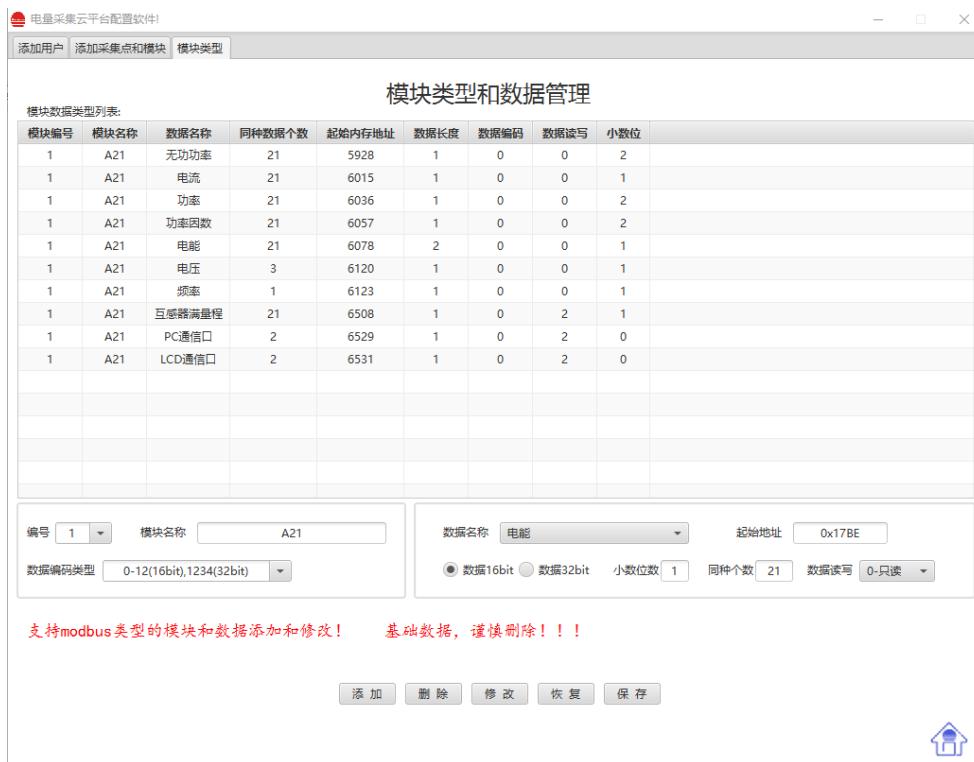 电量采集云平台配置软件!
添加用户 添加采集点和模块 模块类型
模块类型和数据管理
模块数据类型列表:
模块编号 模块名称 数据名称 同种数据个数 起始内存地址 数据长度 数据编码 数据读写 小数位
1 A21 无功功率 21 5928 1 0 0 2
1 A21 电流 21 6015 1 0 0 1
1 A21 功率 21 6036 1 0 0 2
1 A21 功率因数 21 6057 1 0 0 2
1 A21 电能 21 6078 2 0 0 1
1 A21 电压 3 6120 1 0 0 1
1 A21 频率 1 6123 1 0 0 1
1 A21 互感器满量程 21 6508 1 0 2 1
1 A21 PC通信口 2 6529 1 0 2 0
1 A21 LCD通信口 2 6531 1 0 2 0
编号 1 模块名称 A21 数据名称 电能 起始地址 0x17BE
数据编码类型 0-12(16bit),1234(32bit) 数据16bit 数据32bit 小数位数 1 同种个数 21 数据读写 0-只读
支持modbus类型的模块和数据添加和修改! 基础数据, 谨慎删除!!!
添 加 删 除 修 改 恢 复 保 存